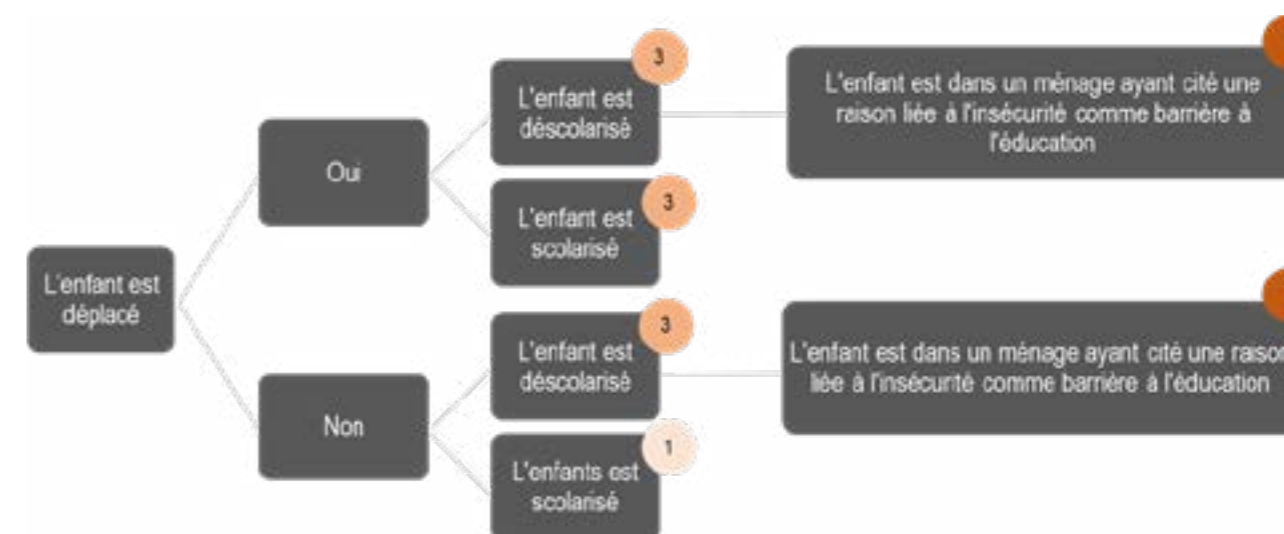 L'enfant est
déplacé
Oui
L'enfant est
déscolarisé
3
L'enfant est dans un ménage ayant cité une
raison liée à l'insécurité comme barrière à
l'éducation
L'enfant est
scolarisé
3
Non
L'enfant est
déscolarisé
3
L'enfant est dans un ménage ayant cité une raison
liée à l'insécurité comme barrière à l'éducation
L'enfants est
scolarisé
1